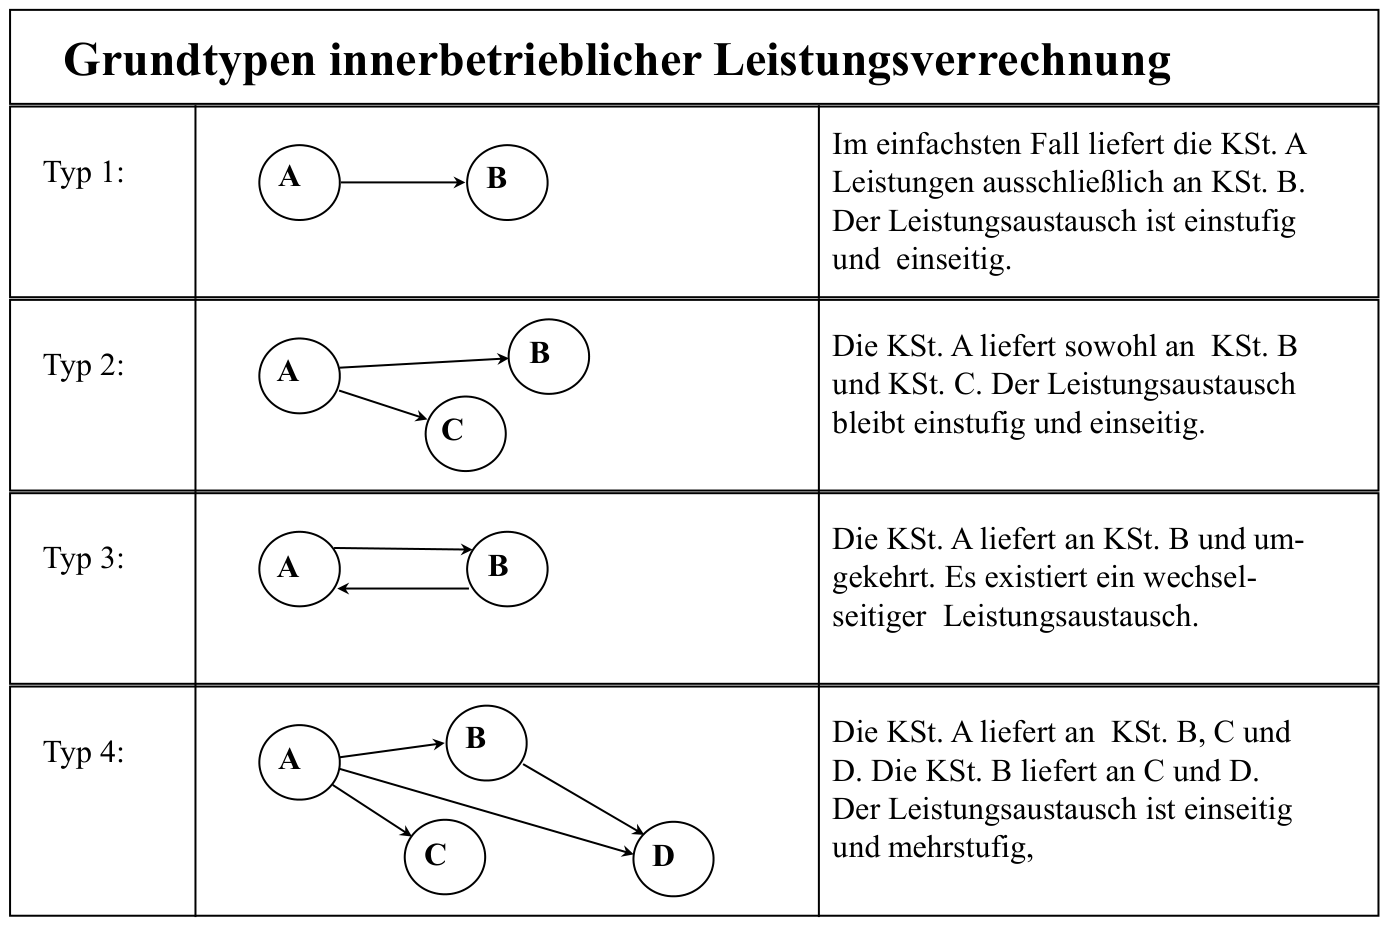 Grundtypen innerbetrieblicher Leistungsverrechnung
Typ 1:
A
B
Im einfachsten Fall liefert die KSt. A
Leistungen ausschließlich an KSt. B.
Der Leistungsaustausch ist einstufig
und  einseitig.
Typ 2:
A
B
C
Die KSt. A liefert sowohl an  KSt. B
und KSt. C. Der Leistungsaustausch
bleibt einstufig und einseitig.
Typ 3:
A
B
Die KSt. A liefert an KSt. B und um-
gekehrt. Es existiert ein wechsel-
seitiger  Leistungsaustausch.
Typ 4:
A
B
C
D
Die KSt. A liefert an  KSt. B, C und
D. Die KSt. B liefert an C und D.
Der Leistungsaustausch ist einseitig
und mehrstufig,